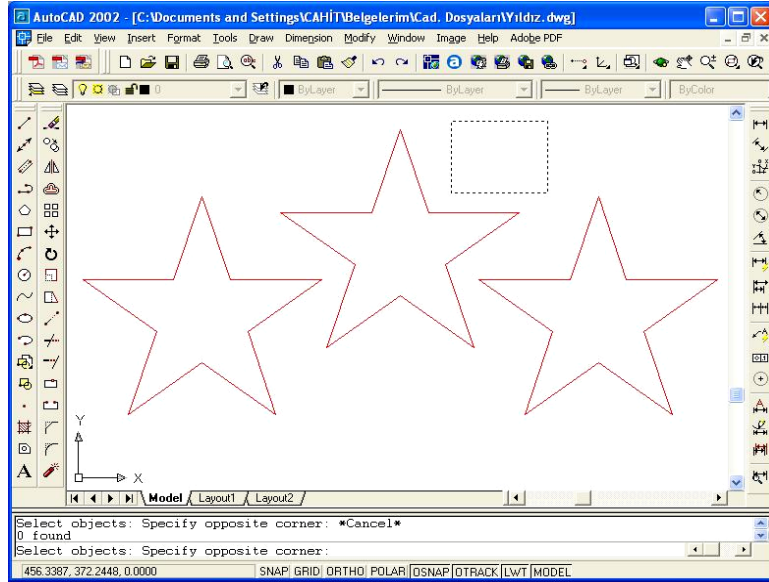 AutoCAD 2002 - [C:\Documents and Settings\CAHİT\Belgelerim\Cad. Dosyaları\Yıldız.dwg]
File Edit View Insert Format Tools Draw Dimension Modify Window Image Help Adobe PDF
0 ByLayer ByLayer ByLayer ByColor
Y
X
Model Layout1 Layout2
Select objects: Specify opposite corner: *Cancel*
0 found
Select objects: Specify opposite corner:
456.3387, 372.2448, 0.0000 SNAP GRID ORTHO POLAR OSNAP OTRACK LWT MODEL